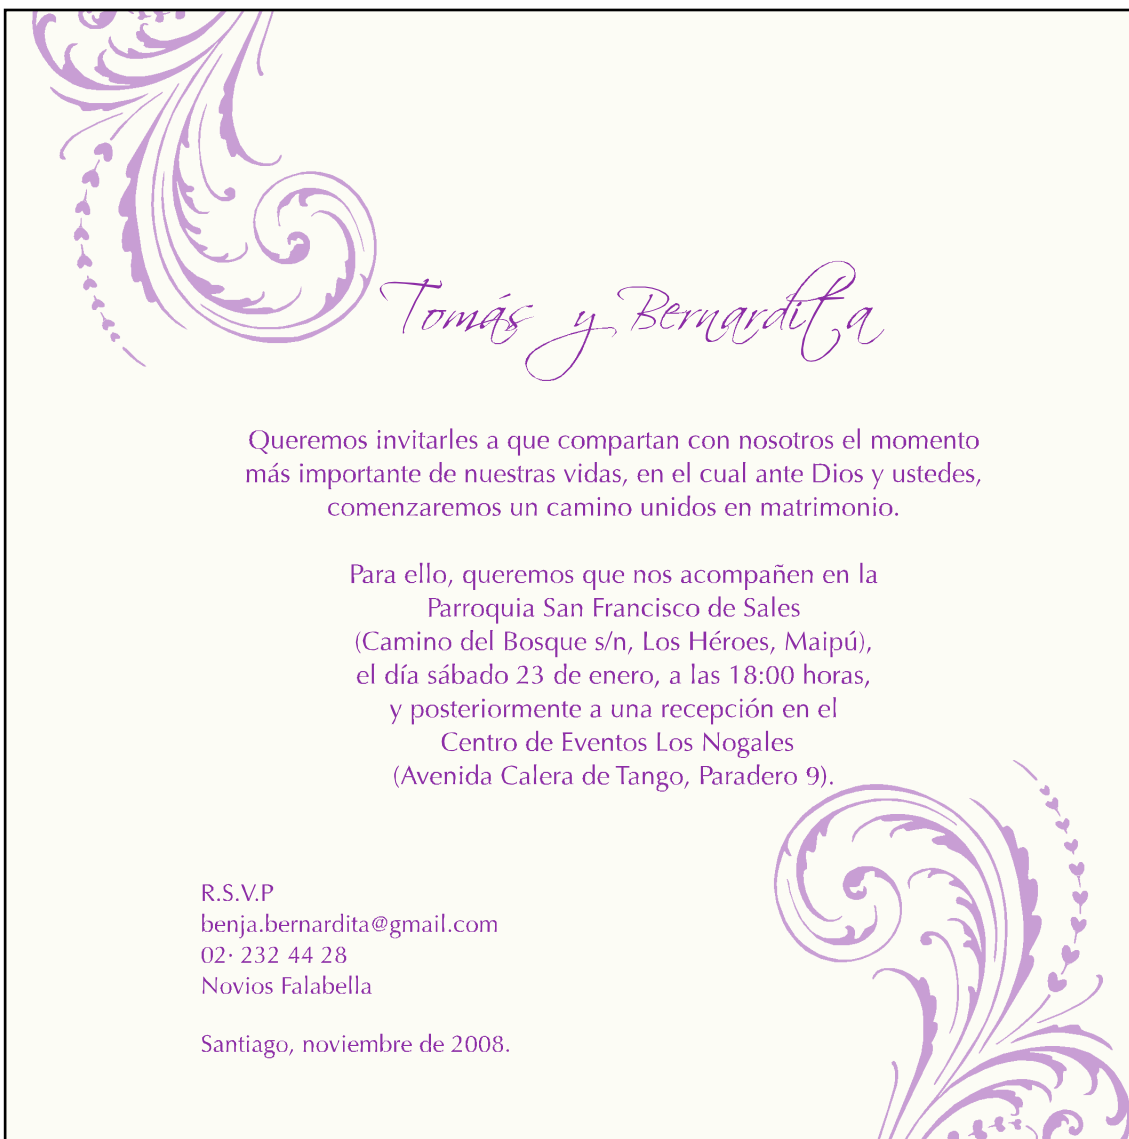 Tomás y Bernardita
Queremos invitarles a que compartan con nosotros el momento
más importante de nuestras vidas, en el cual ante Dios y ustedes,
comenzaremos un camino unidos en matrimonio.
Para ello, queremos que nos acompañen en la
Parroquia San Francisco de Sales
(Camino del Bosque s/n, Los Héroes, Maipú),
el día sábado 23 de enero, a las 18:00 horas,
y posteriormente a una recepción en el
Centro de Eventos Los Nogales
(Avenida Calera de Tango, Paradero 9).
R.S.V.P
benja.bernardita@gmail.com
02· 232 44 28
Novios Falabella
Santiago, noviembre de 2008.